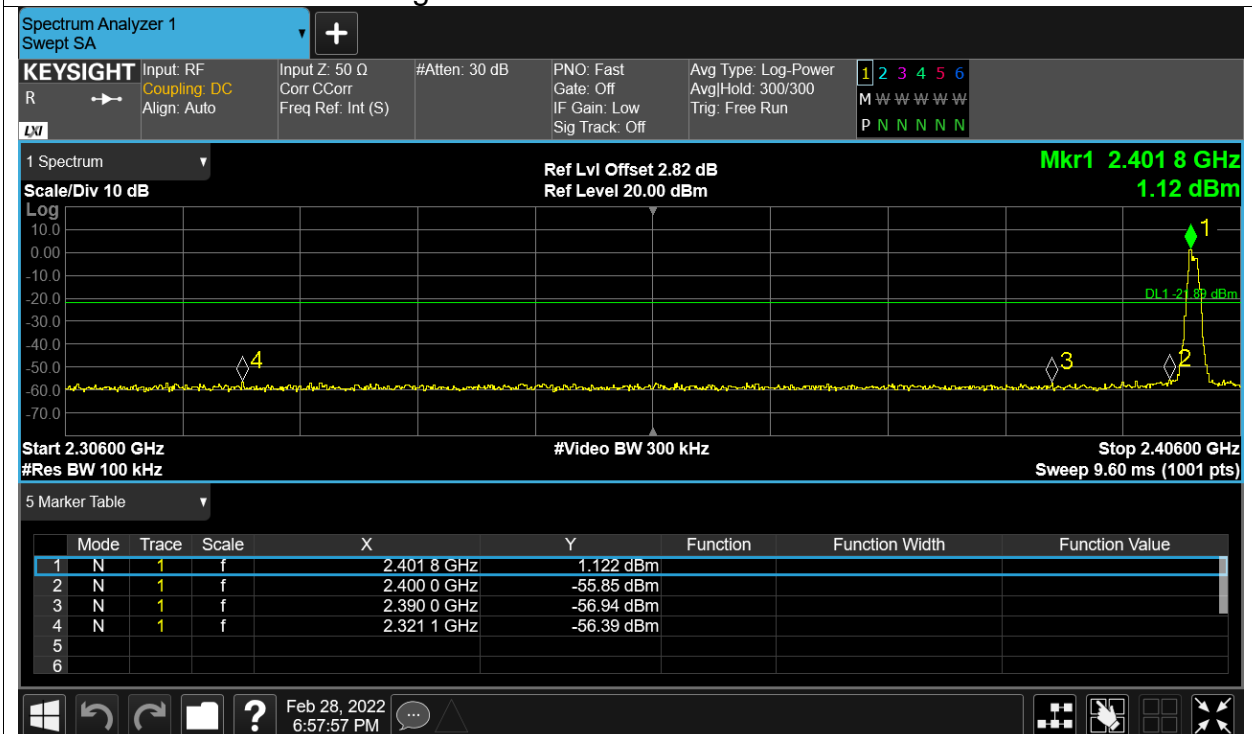 Spectrum Analyzer 1
Swept SA
+
KEYSIGHT
R
LXI
Input: RF
Coupling: DC
Align: Auto
Input Z: 50 Ω
Corr CCorr
Freq Ref: Int (S)
#Atten: 30 dB
PNO: Fast
Gate: Off
IF Gain: Low
Sig Track: Off
Avg Type: Log-Power
Avg|Hold: 300/300
Trig: Free Run
1 2 3 4 5 6
M W W W W W W
P N N N N N N
1 Spectrum
Scale/Div 10 dB
Ref Lvl Offset 2.82 dB
Ref Level 20.00 dBm
Mkr1 2.401 8 GHz
1.12 dBm
Log
10.0
0.00
-10.0
-20.0
-30.0
-40.0
-50.0
-60.0
-70.0
1
DL1 -21.89 dBm
4
3
2
Start 2.30600 GHz
#Res BW 100 kHz
#Video BW 300 kHz
Stop 2.40600 GHz
Sweep 9.60 ms (1001 pts)
5 Marker Table
Mode Trace Scale X Y Function Function Width Function Value
1 N 1 f 2.401 8 GHz 1.122 dBm
2 N 1 f 2.400 0 GHz -55.85 dBm
3 N 1 f 2.390 0 GHz -56.94 dBm
4 N 1 f 2.321 1 GHz -56.39 dBm
5
6
?
Feb 28, 2022
6:57:57 PM